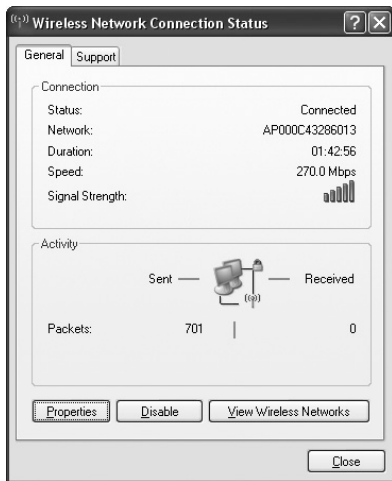 Wireless Network Connection Status
General Support
Connection
Status: Connected
Network: AP000C43286013
Duration: 01:42:56
Speed: 270.0 Mbps
Signal Strength:
Activity
Sent Received
Packets: 701 0
Properties Disable View Wireless Networks
Close